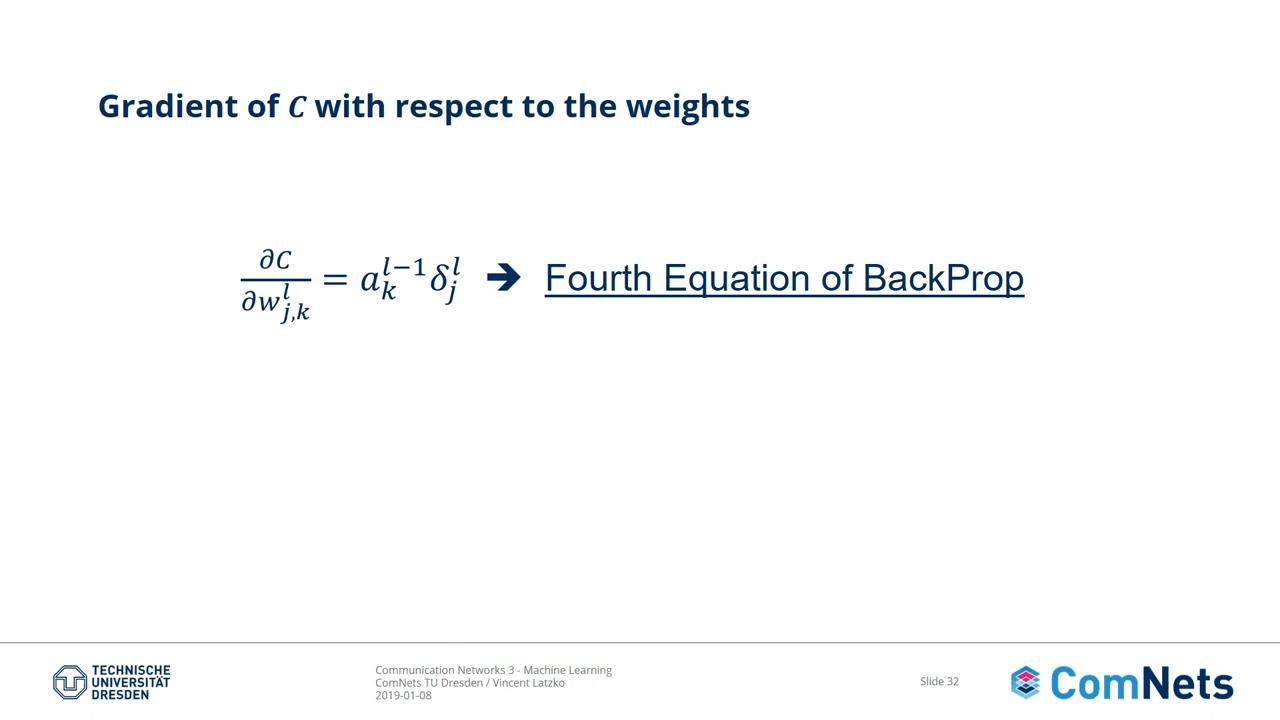 Gradient of C with respect to the weights
∂C/∂w^l_{j,k} = a^{l−1}_k δ^l_j ➔ Fourth Equation of BackProp
TECHNISCHE
UNIVERSITÄT
DRESDEN
Communication Networks 3 - Machine Learning
ComNets TU Dresden / Vincent Latzko
2019-01-08
Slide 32
ComNets